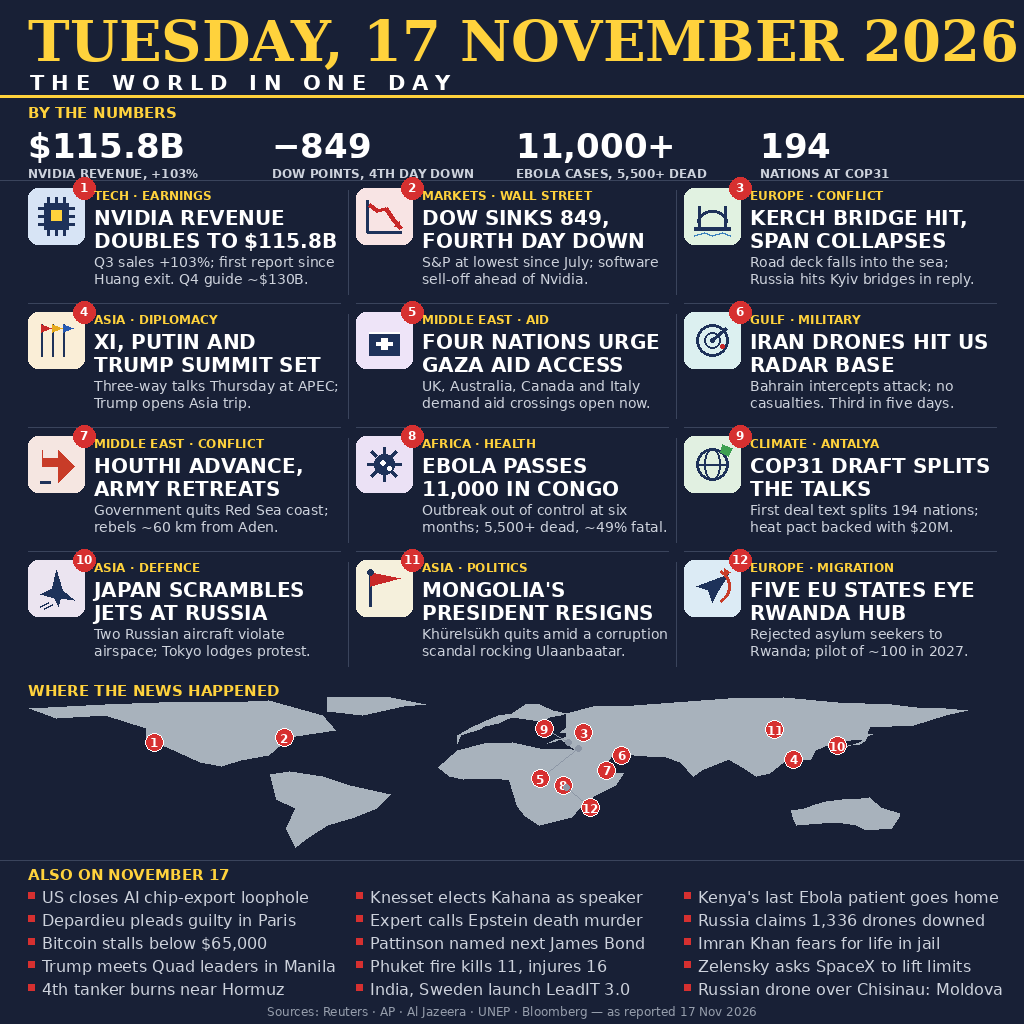 TUESDAY, 17 NOVEMBER 2026
THE WORLD IN ONE DAY
BY THE NUMBERS
$115.8B
NVIDIA REVENUE, +103%
−849
DOW POINTS, 4TH DAY DOWN
11,000+
EBOLA CASES, 5,500+ DEAD
194
NATIONS AT COP31
1
TECH · EARNINGS
NVIDIA REVENUE
DOUBLES TO $115.8B
Q3 sales +103%; first report since
Huang exit. Q4 guide ~$130B.
2
MARKETS · WALL STREET
DOW SINKS 849,
FOURTH DAY DOWN
S&P at lowest since July; software
sell-off ahead of Nvidia.
3
EUROPE · CONFLICT
KERCH BRIDGE HIT,
SPAN COLLAPSES
Road deck falls into the sea;
Russia hits Kyiv bridges in reply.
4
ASIA · DIPLOMACY
XI, PUTIN AND
TRUMP SUMMIT SET
Three-way talks Thursday at APEC;
Trump opens Asia trip.
5
MIDDLE EAST · AID
FOUR NATIONS URGE
GAZA AID ACCESS
UK, Australia, Canada and Italy
demand aid crossings open now.
6
GULF · MILITARY
IRAN DRONES HIT US
RADAR BASE
Bahrain intercepts attack; no
casualties. Third in five days.
7
MIDDLE EAST · CONFLICT
HOUTHI ADVANCE,
ARMY RETREATS
Government quits Red Sea coast;
rebels ~60 km from Aden.
8
AFRICA · HEALTH
EBOLA PASSES
11,000 IN CONGO
Outbreak out of control at six
months; 5,500+ dead, ~49% fatal.
9
CLIMATE · ANTALYA
COP31 DRAFT SPLITS
THE TALKS
First deal text splits 194 nations;
heat pact backed with $20M.
10
ASIA · DEFENCE
JAPAN SCRAMBLES
JETS AT RUSSIA
Two Russian aircraft violate
airspace; Tokyo lodges protest.
11
ASIA · POLITICS
MONGOLIA'S
PRESIDENT RESIGNS
Khürelsükh quits amid a corruption
scandal rocking Ulaanbaatar.
12
EUROPE · MIGRATION
FIVE EU STATES EYE
RWANDA HUB
Rejected asylum seekers to
Rwanda; pilot of ~100 in 2027.
WHERE THE NEWS HAPPENED
1
2
9
3
11
10
6
4
7
5
8
12
ALSO ON NOVEMBER 17
US closes AI chip-export loophole
Depardieu pleads guilty in Paris
Bitcoin stalls below $65,000
Trump meets Quad leaders in Manila
4th tanker burns near Hormuz
Knesset elects Kahana as speaker
Expert calls Epstein death murder
Pattinson named next James Bond
Phuket fire kills 11, injures 16
India, Sweden launch LeadIT 3.0
Kenya's last Ebola patient goes home
Russia claims 1,336 drones downed
Imran Khan fears for life in jail
Zelensky asks SpaceX to lift limits
Russian drone over Chisinau: Moldova
Sources: Reuters · AP · Al Jazeera · UNEP · Bloomberg — as reported 17 Nov 2026